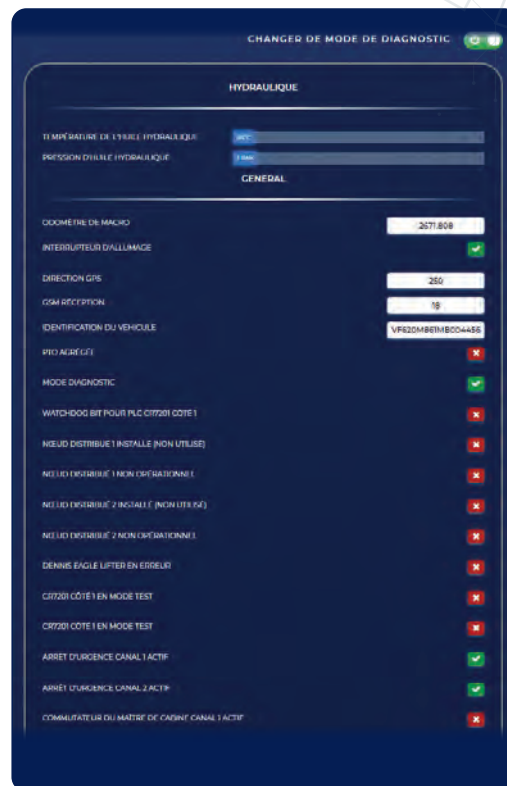 CHANGER DE MODE DE DIAGNOSTIC
HYDRAULIQUE
TEMPÉRATURE DE L'HUILE HYDRAULIQUE
PRESSION D'HUILE HYDRAULIQUE
GENERAL
ODOMÈTRE DE MACRO 2671.808
INTERRUPTEUR D'ALLUMAGE
DIRECTION GPS 250
GSM RÉCEPTION 18
IDENTIFICATION DU VEHICULE
PTO AGRÉGÉE
MODE DIAGNOSTIC
WATCHDOG BIT POUR PLC CR7201 CÔTÉ 1
NŒUD DISTRIBUÉ 1 INSTALLÉ (NON UTILISÉ)
NŒUD DISTRIBUÉ 1 NON OPÉRATIONNEL
NŒUD DISTRIBUÉ 2 INSTALLÉ (NON UTILISÉ)
NŒUD DISTRIBUÉ 2 NON OPÉRATIONNEL
DENNIS EAGLE LIFTER EN ERREUR
CR7201 CÔTÉ 1 EN MODE TEST
CR7201 CÔTÉ 1 EN MODE TEST
ARRÊT D'URGENCE CANAL 1 ACTIF
ARRÊT D'URGENCE CANAL 2 ACTIF
COMMUTATEUR DU MAÎTRE DE CABINE CANAL 1 ACTIF